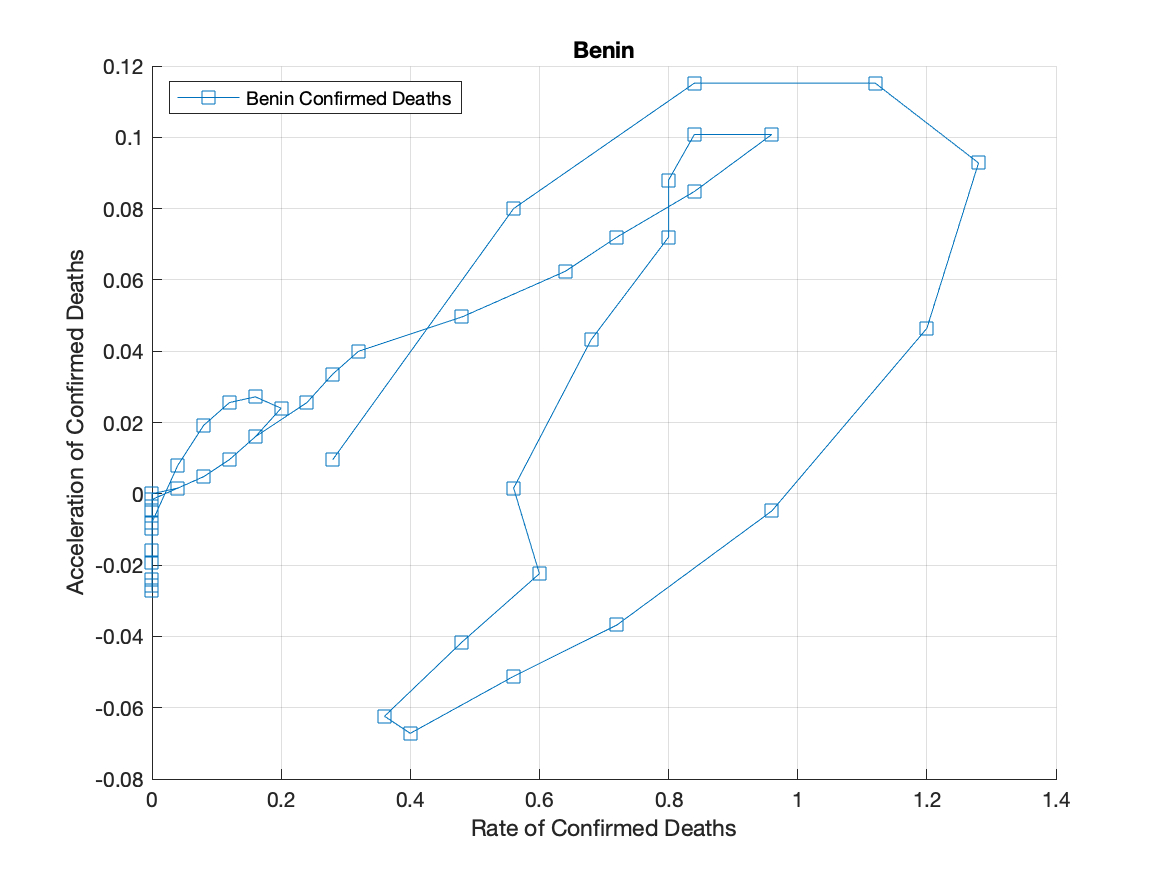 Benin
Benin Confirmed Deaths
Acceleration of Confirmed Deaths
0.12
0.1
0.08
0.06
0.04
0.02
0
-0.02
-0.04
-0.06
-0.08
0 0.2 0.4 0.6 0.8 1 1.2 1.4
Rate of Confirmed Deaths